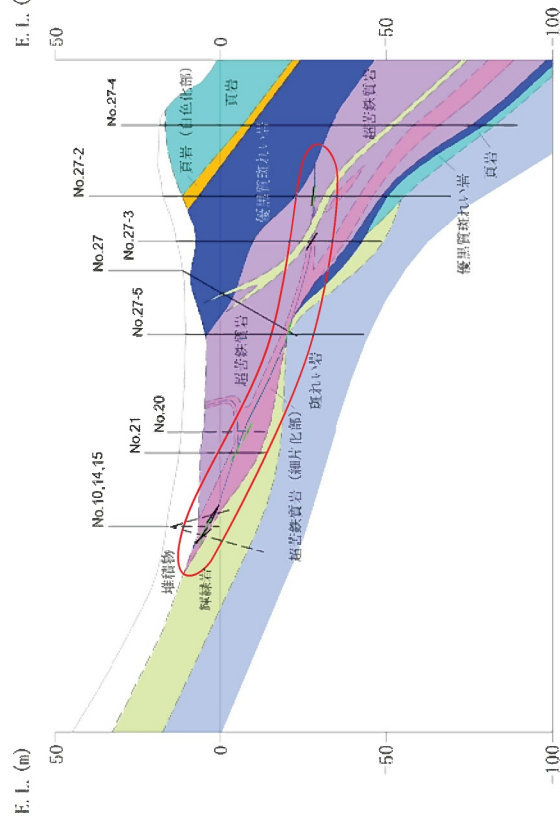 E. L. (m)
50
0
-50
-100
E. L. (
50
0
-50
-100
No.10,14,15
No.21
No.20
No.27-5
No.27
No.27-3
No.27-2
No.27-4
堆積物
輝緑岩
超苦鉄質岩（細片化部）
斑れい岩
超苦鉄質岩
優黒質斑れい岩
頁岩（白色化部）
頁岩
超苦鉄質岩
頁岩
優黒質斑れい岩